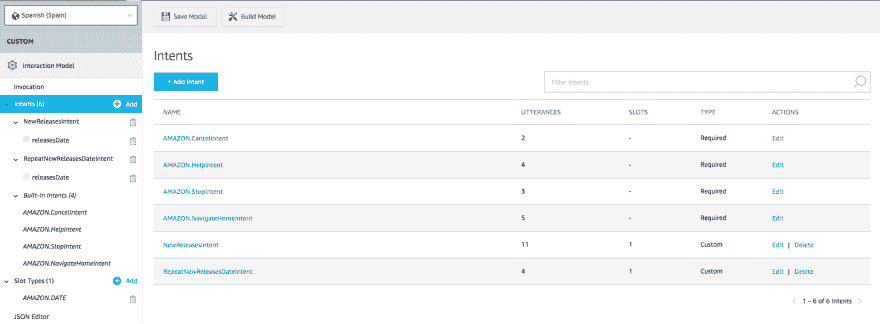 Spanish (Spain)
CUSTOM
Interaction Model
Invocation
Intents (6) Add
NewReleasesIntent
releasesDate
RepeatNewReleasesDateIntent
releasesDate
Built-In Intents (4)
AMAZON.CancelIntent
AMAZON.HelpIntent
AMAZON.StopIntent
AMAZON.NavigateHomeIntent
Slot Types (1) Add
AMAZON.DATE
JSON Editor
Save Model Build Model
Intents
+ Add Intent Filter Intents
NAME UTTERANCES SLOTS TYPE ACTIONS
AMAZON.CancelIntent 2 - Required Edit
AMAZON.HelpIntent 4 - Required Edit
AMAZON.StopIntent 3 - Required Edit
AMAZON.NavigateHomeIntent 5 - Required Edit
NewReleasesIntent 11 1 Custom Edit | Delete
RepeatNewReleasesDateIntent 4 1 Custom Edit | Delete
1 – 6 of 6 Intents